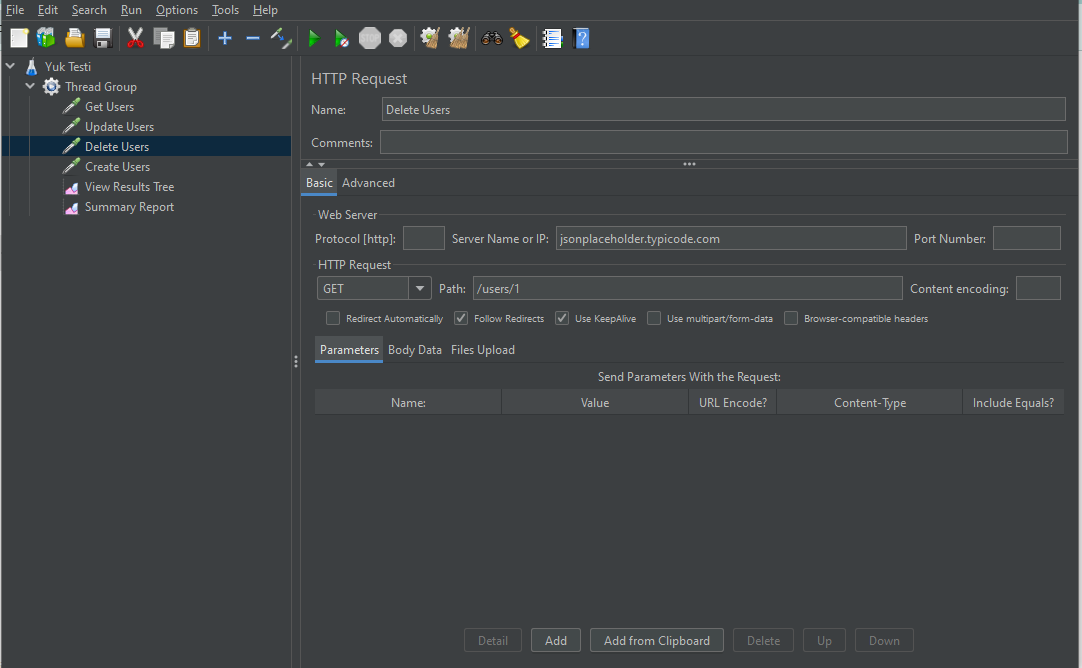 File Edit Search Run Options Tools Help
STOP
Yuk Testi
Thread Group
Get Users
Update Users
Delete Users
Create Users
View Results Tree
Summary Report
HTTP Request
Name: Delete Users
Comments:
Basic Advanced
Web Server
Protocol [http]: Server Name or IP: jsonplaceholder.typicode.com Port Number:
HTTP Request
GET Path: /users/1 Content encoding:
Redirect Automatically Follow Redirects Use KeepAlive Use multipart/form-data Browser-compatible headers
Parameters Body Data Files Upload
Send Parameters With the Request:
Name: Value URL Encode? Content-Type Include Equals?
Detail Add Add from Clipboard Delete Up Down